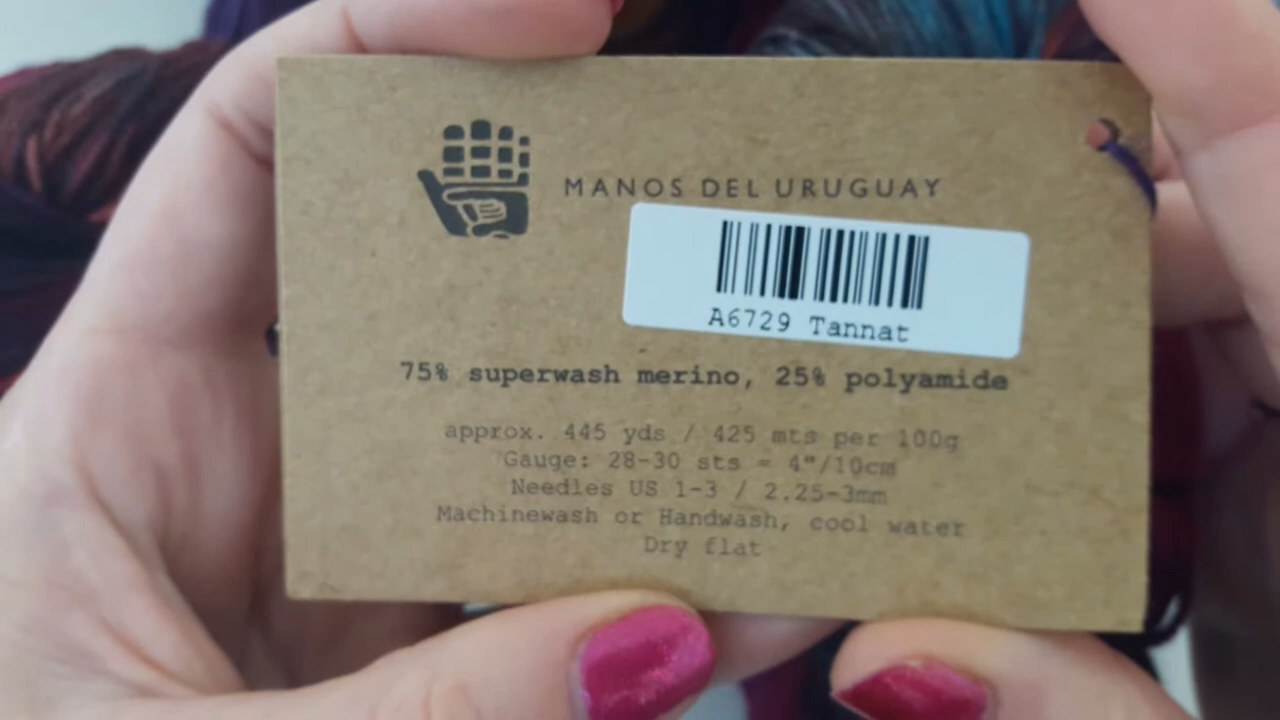 MANOS DEL URUGUAY
A6729 Tannat
75% superwash merino, 25% polyamide
approx. 445 yds / 425 mts per 100g
Gauge: 28-30 sts = 4"/10cm
Needles US 1-3 / 2.25-3mm
Machinewash or Handwash, cool water
Dry flat